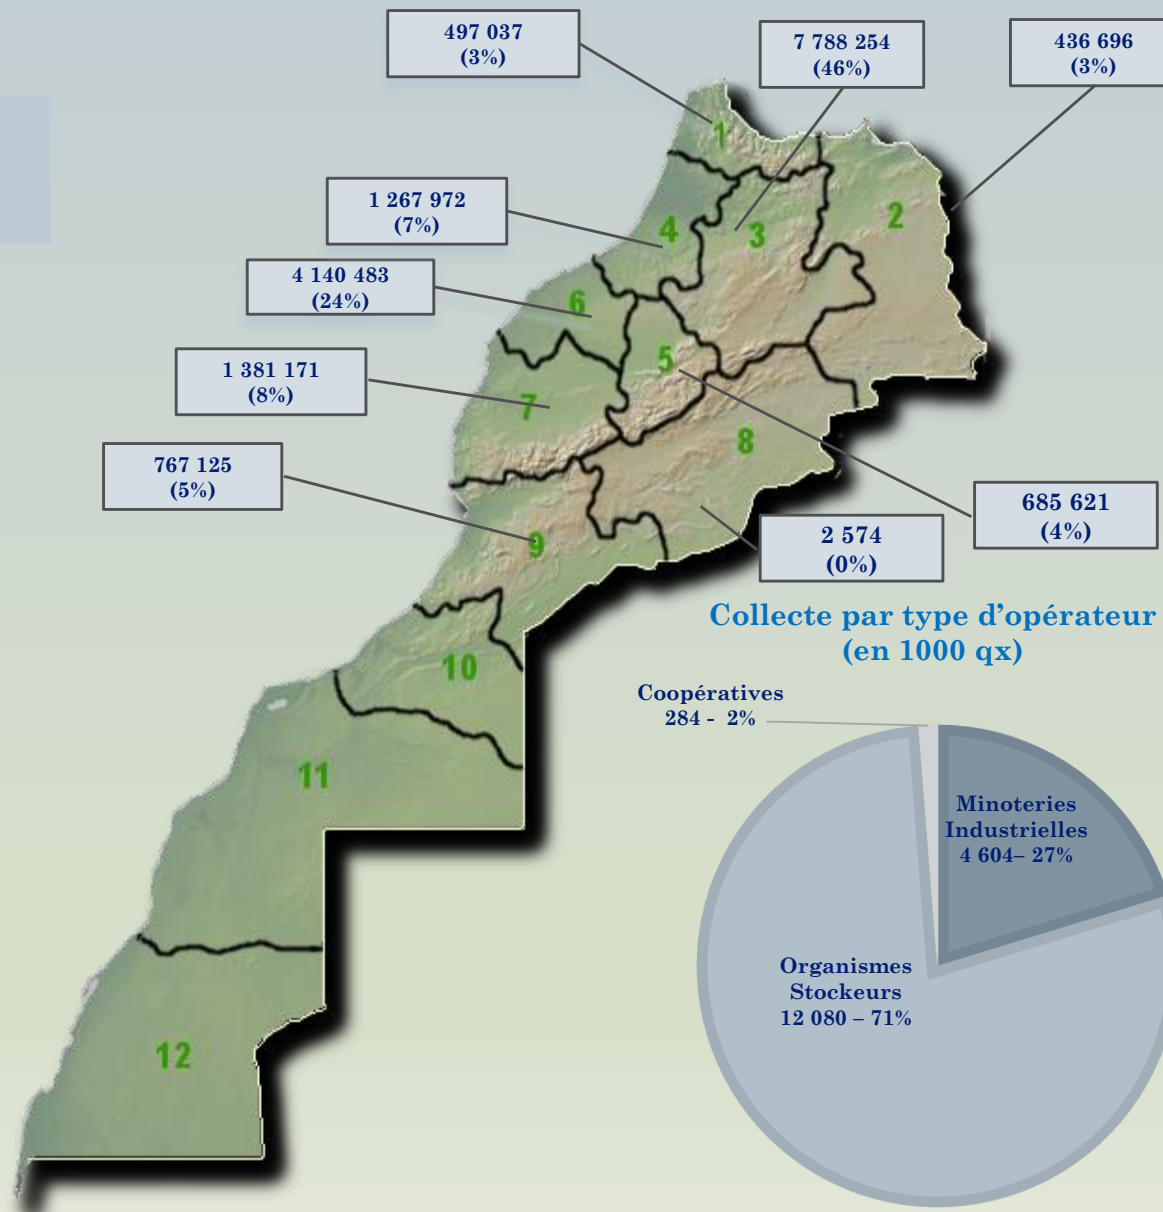 497 037
(3%)
7 788 254
(46%)
436 696
(3%)
1
2
1 267 972
(7%)
4
3
4 140 483
(24%)
6
5
1 381 171
(8%)
7
8
767 125
(5%)
9
685 621
(4%)
2 574
(0%)
10
11
12
Collecte par type d'opérateur
(en 1000 qx)
Coopératives
284 - 2%
Minoteries
Industrielles
4 604– 27%
Organismes
Stockeurs
12 080 – 71%